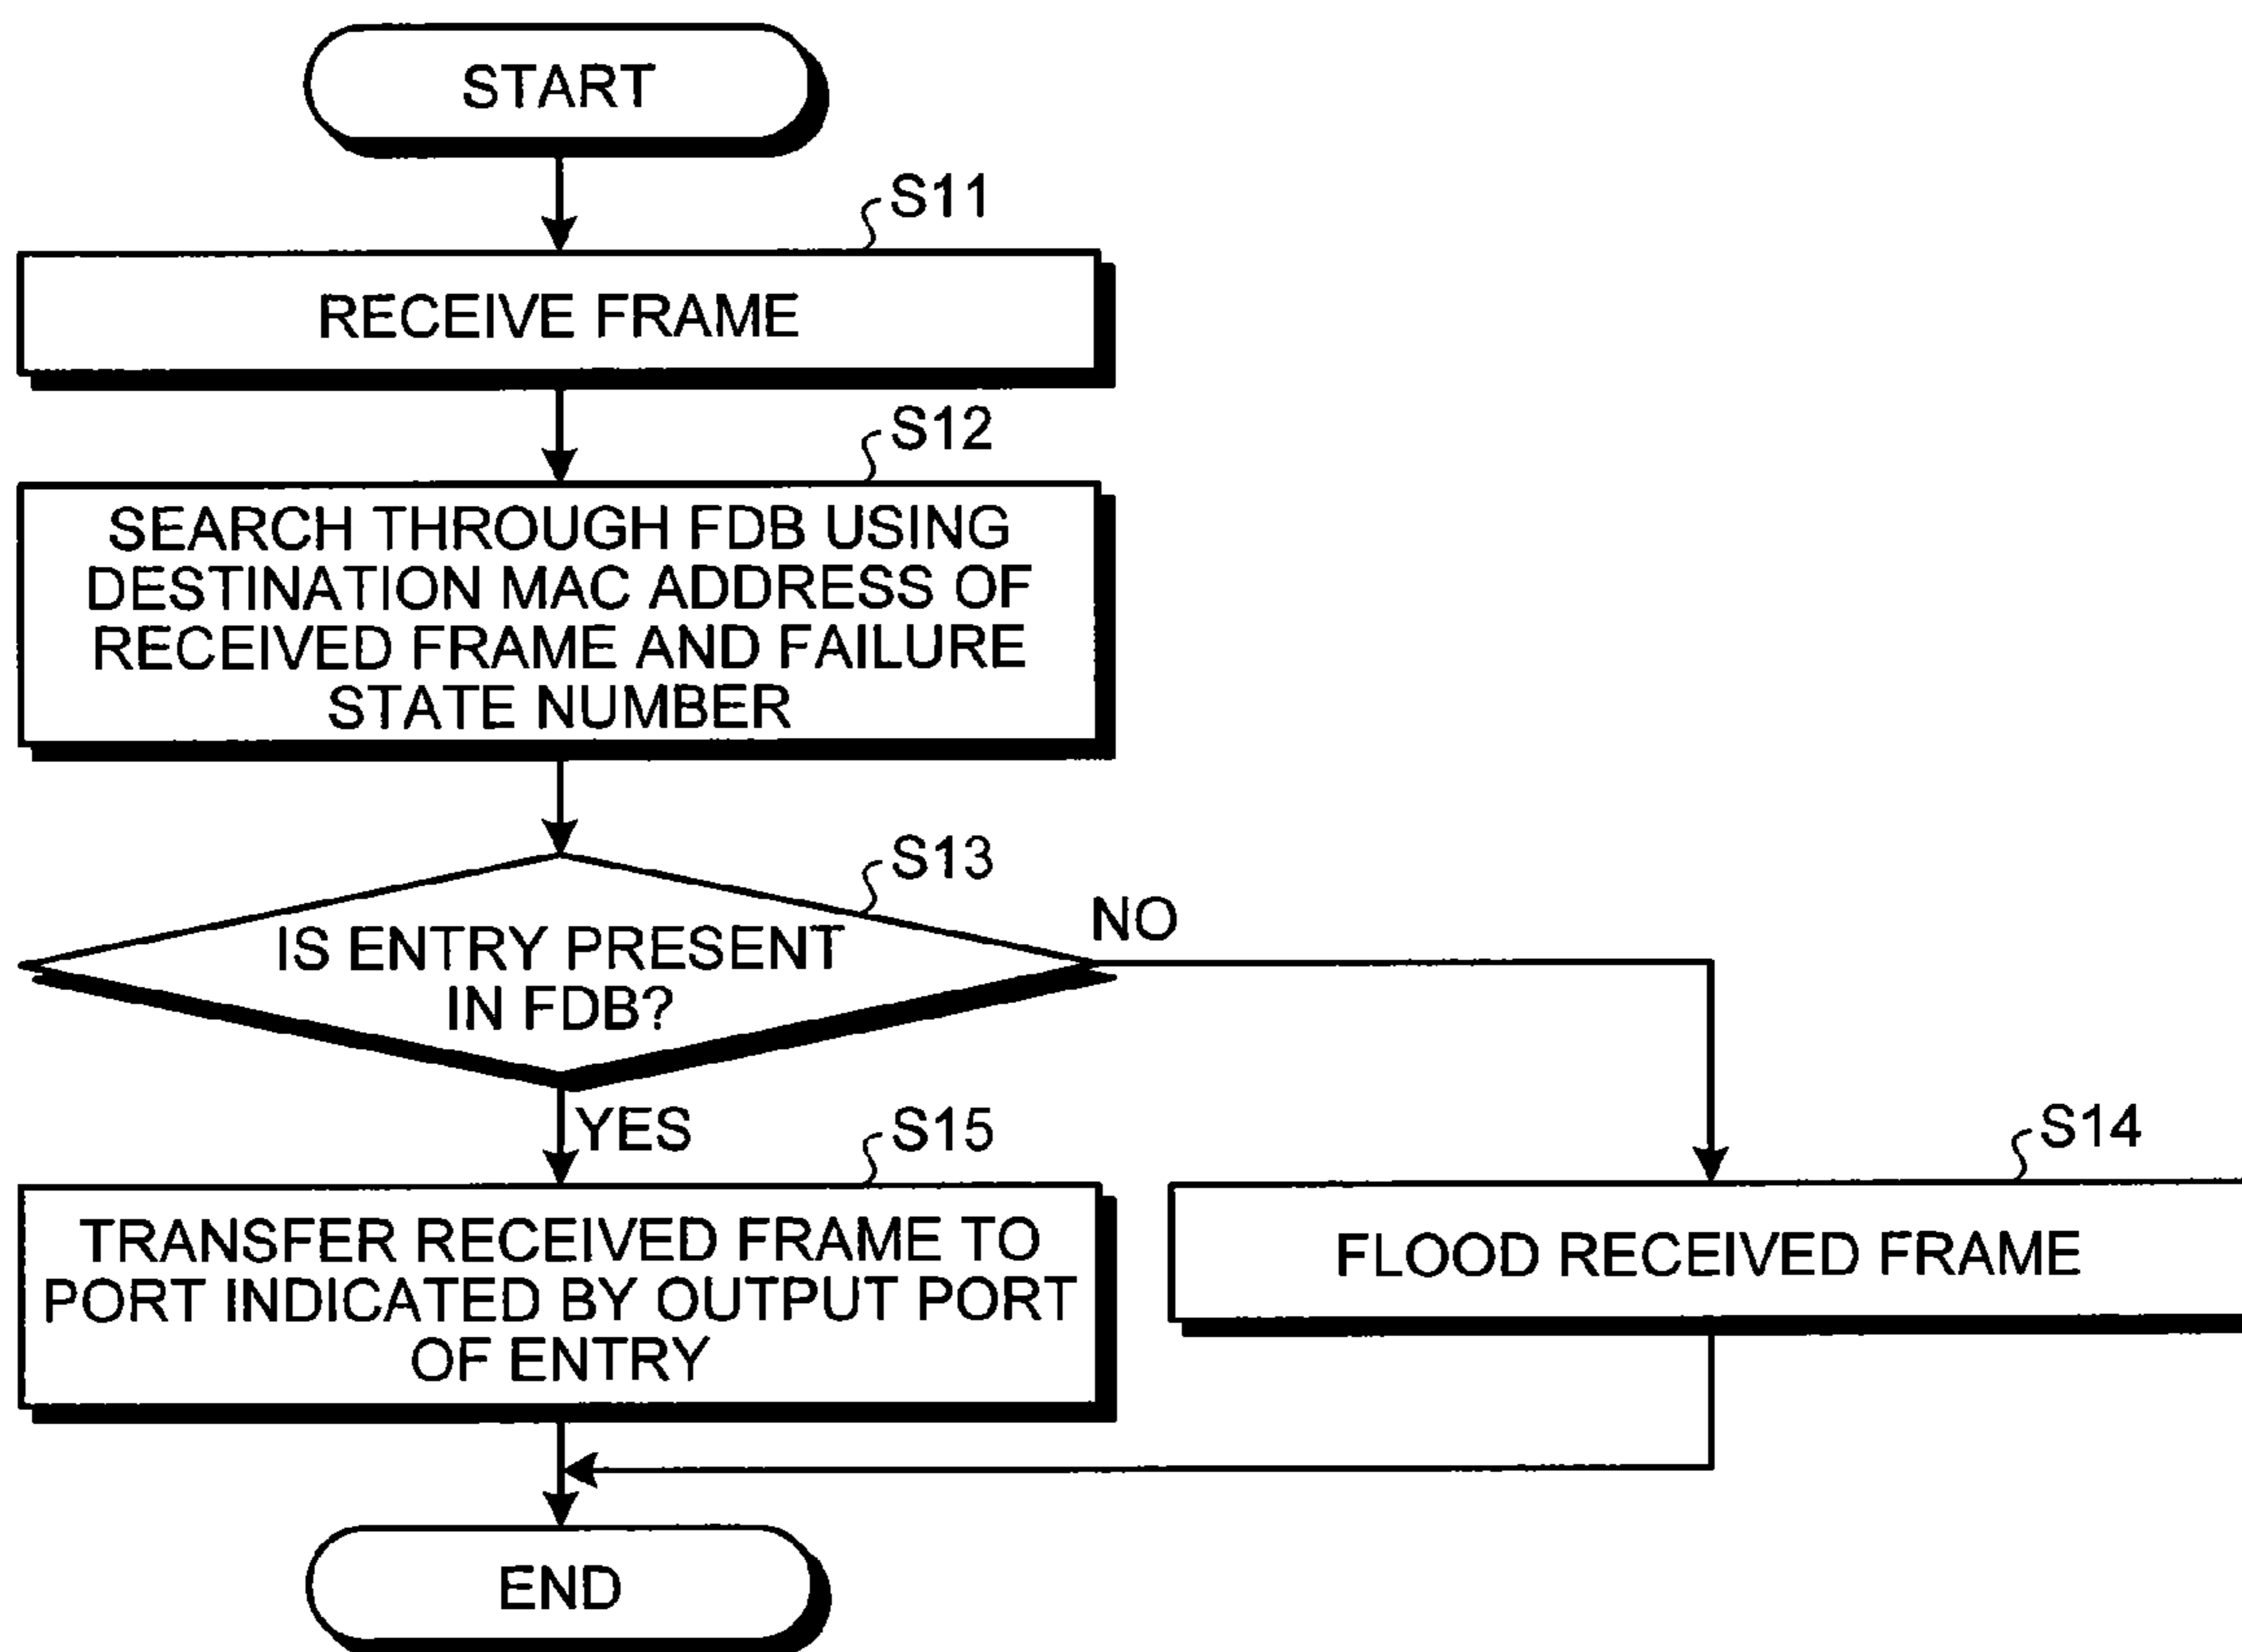 START
S11
RECEIVE FRAME
S12
SEARCH THROUGH FDB USING
DESTINATION MAC ADDRESS OF
RECEIVED FRAME AND FAILURE
STATE NUMBER
S13
IS ENTRY PRESENT
IN FDB?
NO
YES
S15
TRANSFER RECEIVED FRAME TO
PORT INDICATED BY OUTPUT PORT
OF ENTRY
S14
FLOOD RECEIVED FRAME
END